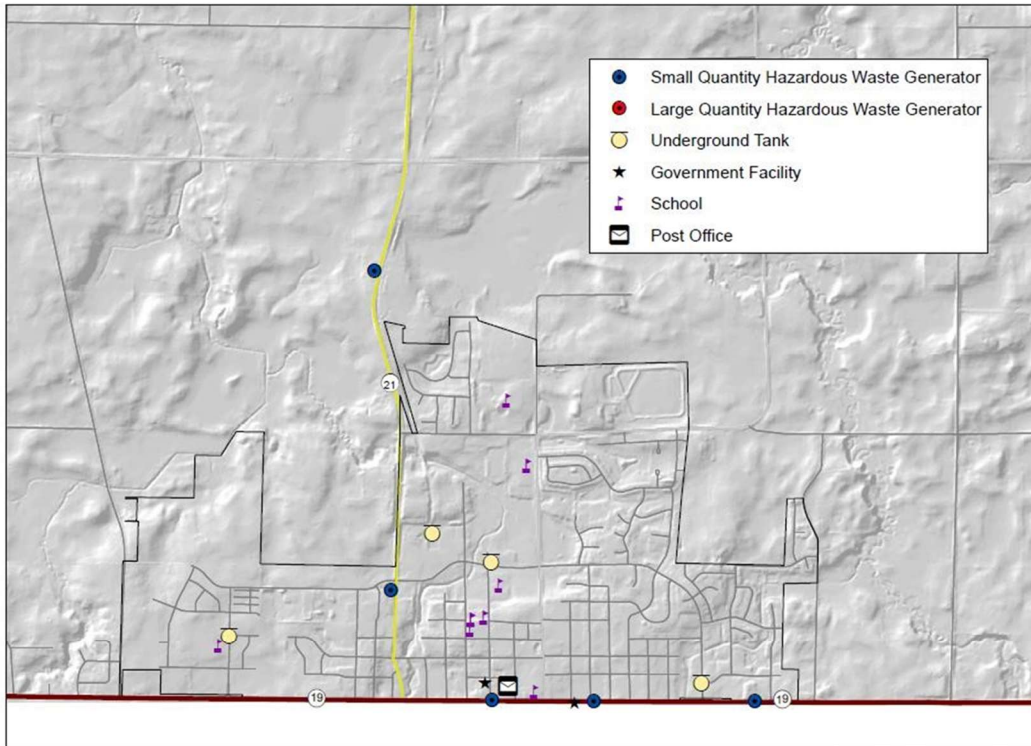 Small Quantity Hazardous Waste Generator
Large Quantity Hazardous Waste Generator
Underground Tank
Government Facility
School
Post Office
21
19
19